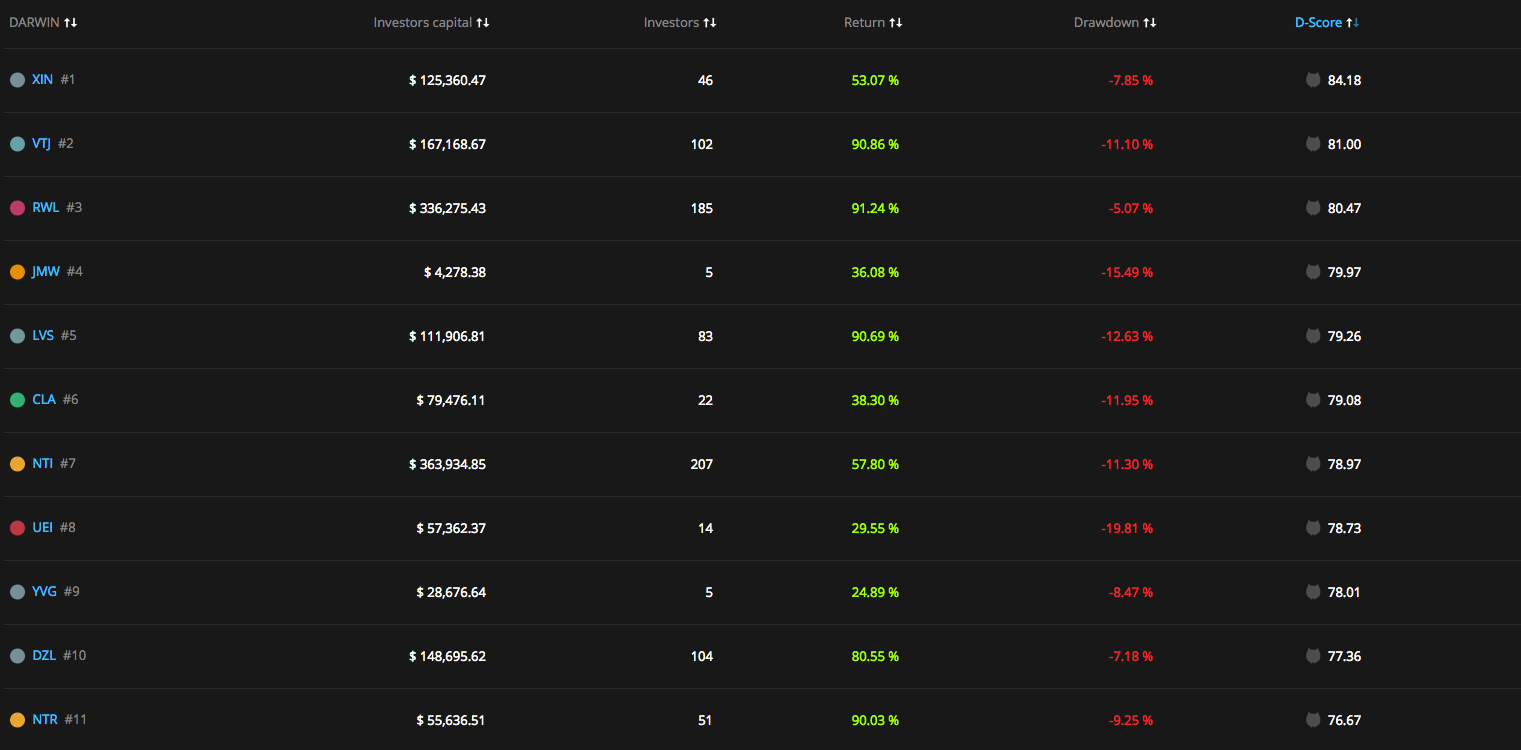 DARWIN Investors capital Investors Return Drawdown D-Score
XIN #1 $ 125,360.47 46 53.07 % -7.85 % 84.18
VTJ #2 $ 167,168.67 102 90.86 % -11.10 % 81.00
RWL #3 $ 336,275.43 185 91.24 % -5.07 % 80.47
JMW #4 $ 4,278.38 5 36.08 % -15.49 % 79.97
LVS #5 $ 111,906.81 83 90.69 % -12.63 % 79.26
CLA #6 $ 79,476.11 22 38.30 % -11.95 % 79.08
NTI #7 $ 363,934.85 207 57.80 % -11.30 % 78.97
UEI #8 $ 57,362.37 14 29.55 % -19.81 % 78.73
YVG #9 $ 28,676.64 5 24.89 % -8.47 % 78.01
DZL #10 $ 148,695.62 104 80.55 % -7.18 % 77.36
NTR #11 $ 55,636.51 51 90.03 % -9.25 % 76.67